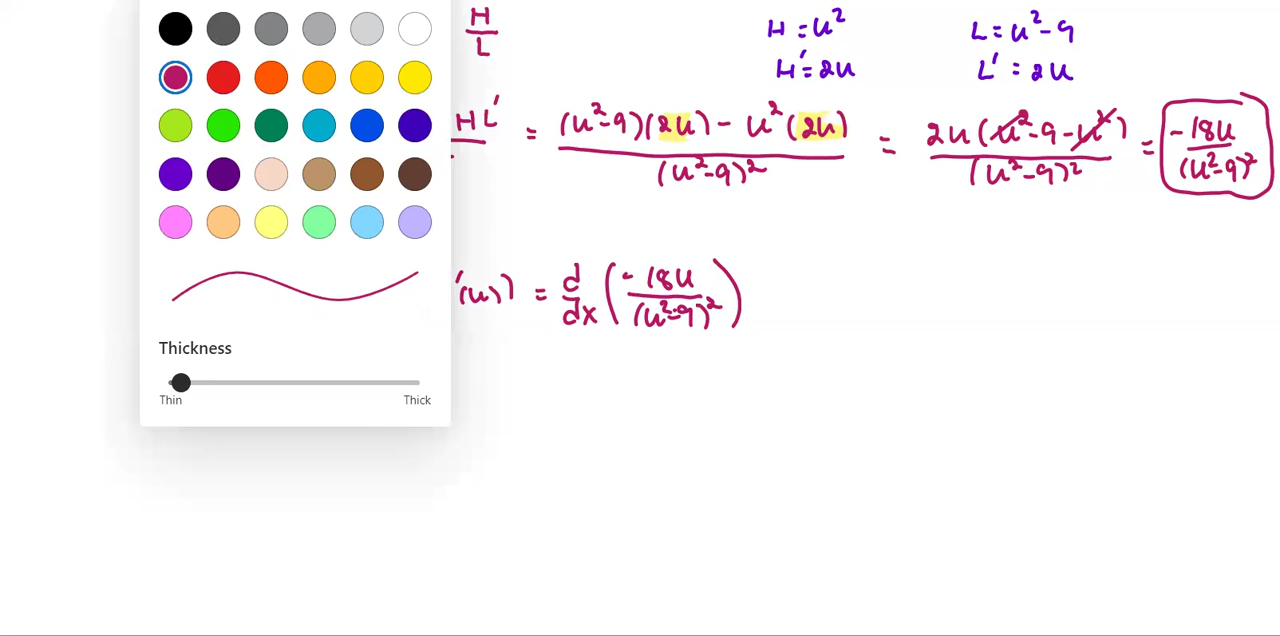 H/L
H = u² L = u² - 9
H' = 2u L' = 2u
HL' = (u² - 9)(2u) - u²(2u) / (u² - 9)² = 2u(u² - 9 - u²) / (u² - 9)² = -18u / (u² - 9)²
'(u)) = d/dx (-18u / (u² - 9)²)
Thickness
Thin Thick